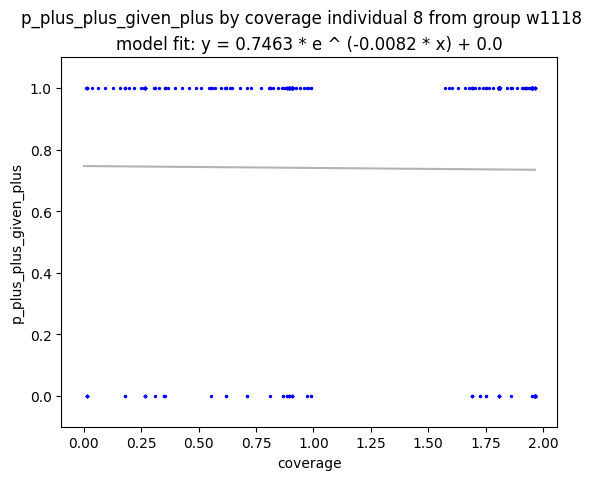 p_plus_plus_given_plus by coverage individual 8 from group w1118
model fit: y = 0.7463 * e ^ (-0.0082 * x) + 0.0
1.0
0.8
0.6
0.4
0.2
0.0
p_plus_plus_given_plus
0.00 0.25 0.50 0.75 1.00 1.25 1.50 1.75 2.00
coverage